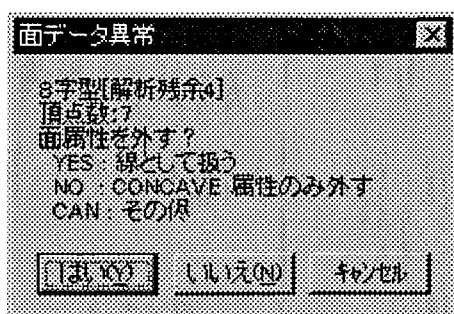 面データ異常
8字型[解析残余4]
頂点数:7
面属性を外す?
YES : 線として扱う
NO : CONCAVE 属性のみ外す
CAN : その侭
はい(Y) いいえ(N) キャンセル